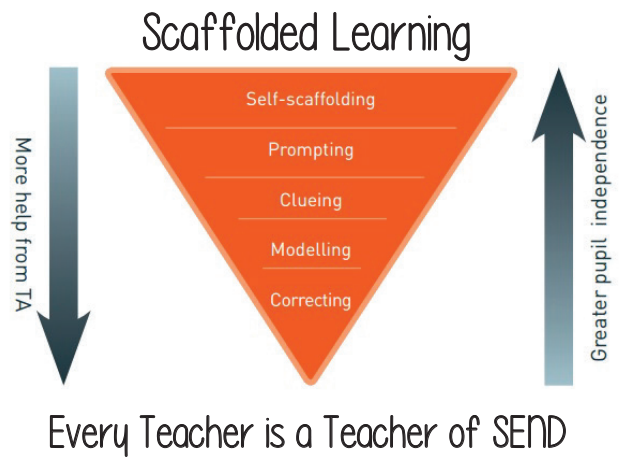 Scaffolded Learning
More help from TA
Self-scaffolding
Prompting
Clueing
Modelling
Correcting
Greater pupil independence
Every Teacher is a Teacher of SEND